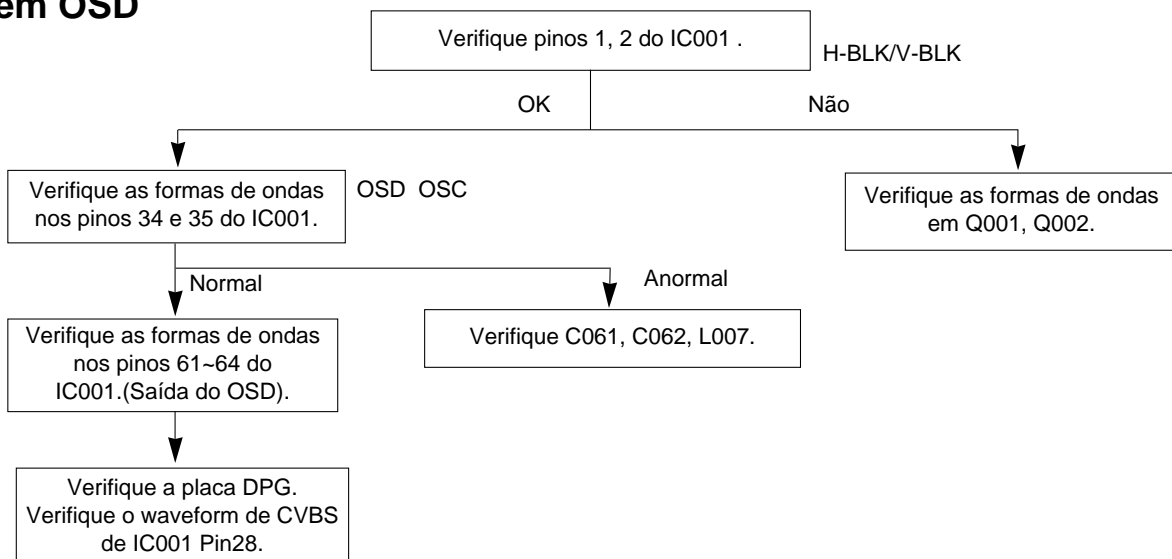 em OSD
Verifique pinos 1, 2 do IC001 .
H-BLK/V-BLK
OK
Não
Verifique as formas de ondas
nos pinos 34 e 35 do IC001.
OSD OSC
Verifique as formas de ondas
em Q001, Q002.
Normal
Anormal
Verifique as formas de ondas
nos pinos 61~64 do
IC001.(Saída do OSD).
Verifique C061, C062, L007.
Verifique a placa DPG.
Verifique o waveform de CVBS
de IC001 Pin28.